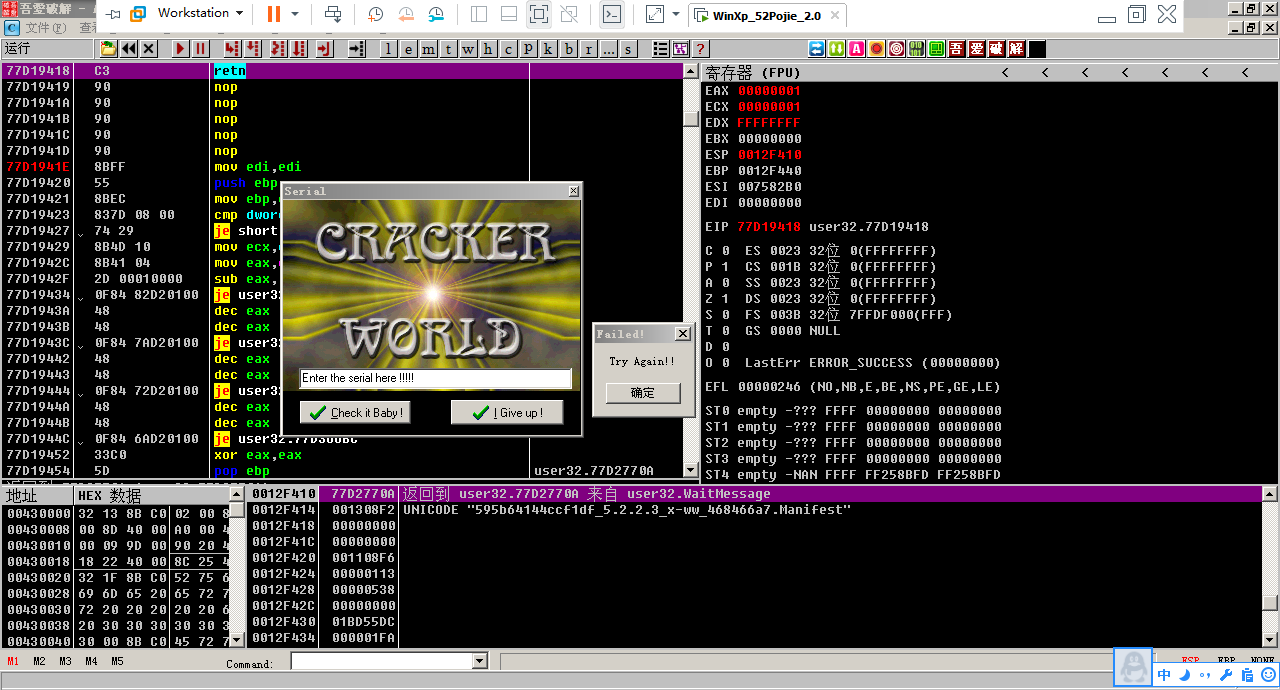 吾愛破解
Workstation
WinXp_52Pojie_2.0
文件(F) 查看
运行
l e m t w h c p k b r ... s
?
吾 爱 破 解
77D19418 C3 retn
77D19419 90 nop
77D1941A 90 nop
77D1941B 90 nop
77D1941C 90 nop
77D1941D 90 nop
77D1941E 8BFF mov edi,edi
77D19420 55 push ebp
77D19421 8BEC mov ebp,
77D19423 837D 08 00 cmp dword
77D19427 74 29 je short
77D19429 8B4D 10 mov ecx,
77D1942C 8B41 04 mov eax,
77D1942F 2D 00010000 sub eax,
77D19434 0F84 82D20100 je user32
77D1943A 48 dec eax
77D1943B 48 dec eax
77D1943C 0F84 7AD20100 je user32
77D19442 48 dec eax
77D19443 48 dec eax
77D19444 0F84 72D20100 je user32
77D1944A 48 dec eax
77D1944B 48 dec eax
77D1944C 0F84 6AD20100 je user32.77D366BC
77D19452 33C0 xor eax,eax
77D19454 5D pop ebp
user32.77D2770A
Serial
CRACKER
WORLD
Enter the serial here !!!!!
Check it Baby !
I Give up !
Failed!
Try Again!!
确定
寄存器 (FPU) < < < < < < <
EAX 00000001
ECX 00000001
EDX FFFFFFFF
EBX 00000000
ESP 0012F410
EBP 0012F440
ESI 007582B0
EDI 00000000
EIP 77D19418 user32.77D19418
C 0 ES 0023 32位 0(FFFFFFFF)
P 1 CS 001B 32位 0(FFFFFFFF)
A 0 SS 0023 32位 0(FFFFFFFF)
Z 1 DS 0023 32位 0(FFFFFFFF)
S 0 FS 003B 32位 7FFDF000(FFF)
T 0 GS 0000 NULL
D 0
O 0 LastErr ERROR_SUCCESS (00000000)
EFL 00000246 (NO,NB,E,BE,NS,PE,GE,LE)
ST0 empty -??? FFFF 00000000 00000000
ST1 empty -??? FFFF 00000000 00000000
ST2 empty -??? FFFF 00000000 00000000
ST3 empty -??? FFFF 00000000 00000000
ST4 empty -NAN FFFF FF258BFD FF258BFD
地址 HEX 数据
00430000 32 13 8B C0 02 00 8
00430008 00 8D 40 00 A0 00 4
00430010 00 09 9D 00 90 20 4
00430018 18 22 40 00 8C 25 4
00430020 32 1F 8B C0 52 75 6
00430028 69 6D 65 20 65 72 7
00430030 72 20 20 20 20 20 6
00430038 20 30 30 30 30 30 3
00430040 30 00 8B C0 45 72 7
0012F410 77D2770A 返回到 user32.77D2770A 来自 user32.WaitMessage
0012F414 001308F2 UNICODE "595b64144ccf1df_5.2.2.3_x-ww_468466a7.Manifest"
0012F418 00000000
0012F41C 00000000
0012F420 001108F6
0012F424 00000113
0012F428 00000538
0012F42C 00000000
0012F430 01BD55DC
0012F434 000001FA
M1 M2 M3 M4 M5 Command:
ESP EBP NONE
中